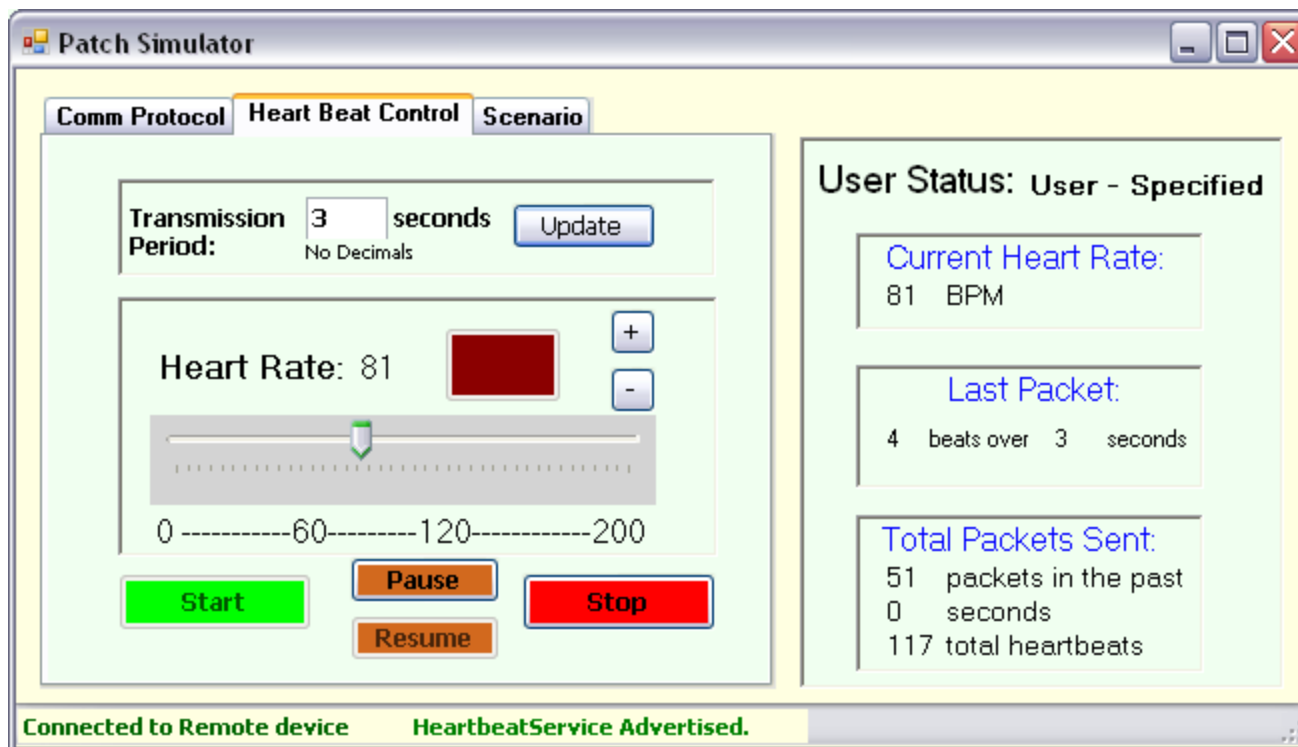 Patch Simulator
Comm Protocol
Heart Beat Control
Scenario
Transmission Period:
3 seconds
No Decimals
Update
Heart Rate: 81
+
-
0 -----------60---------120------------200
Start
Pause
Resume
Stop
User Status: User - Specified
Current Heart Rate:
81 BPM
Last Packet:
4 beats over 3 seconds
Total Packets Sent:
51 packets in the past
0 seconds
117 total heartbeats
Connected to Remote device
HeartbeatService Advertised.